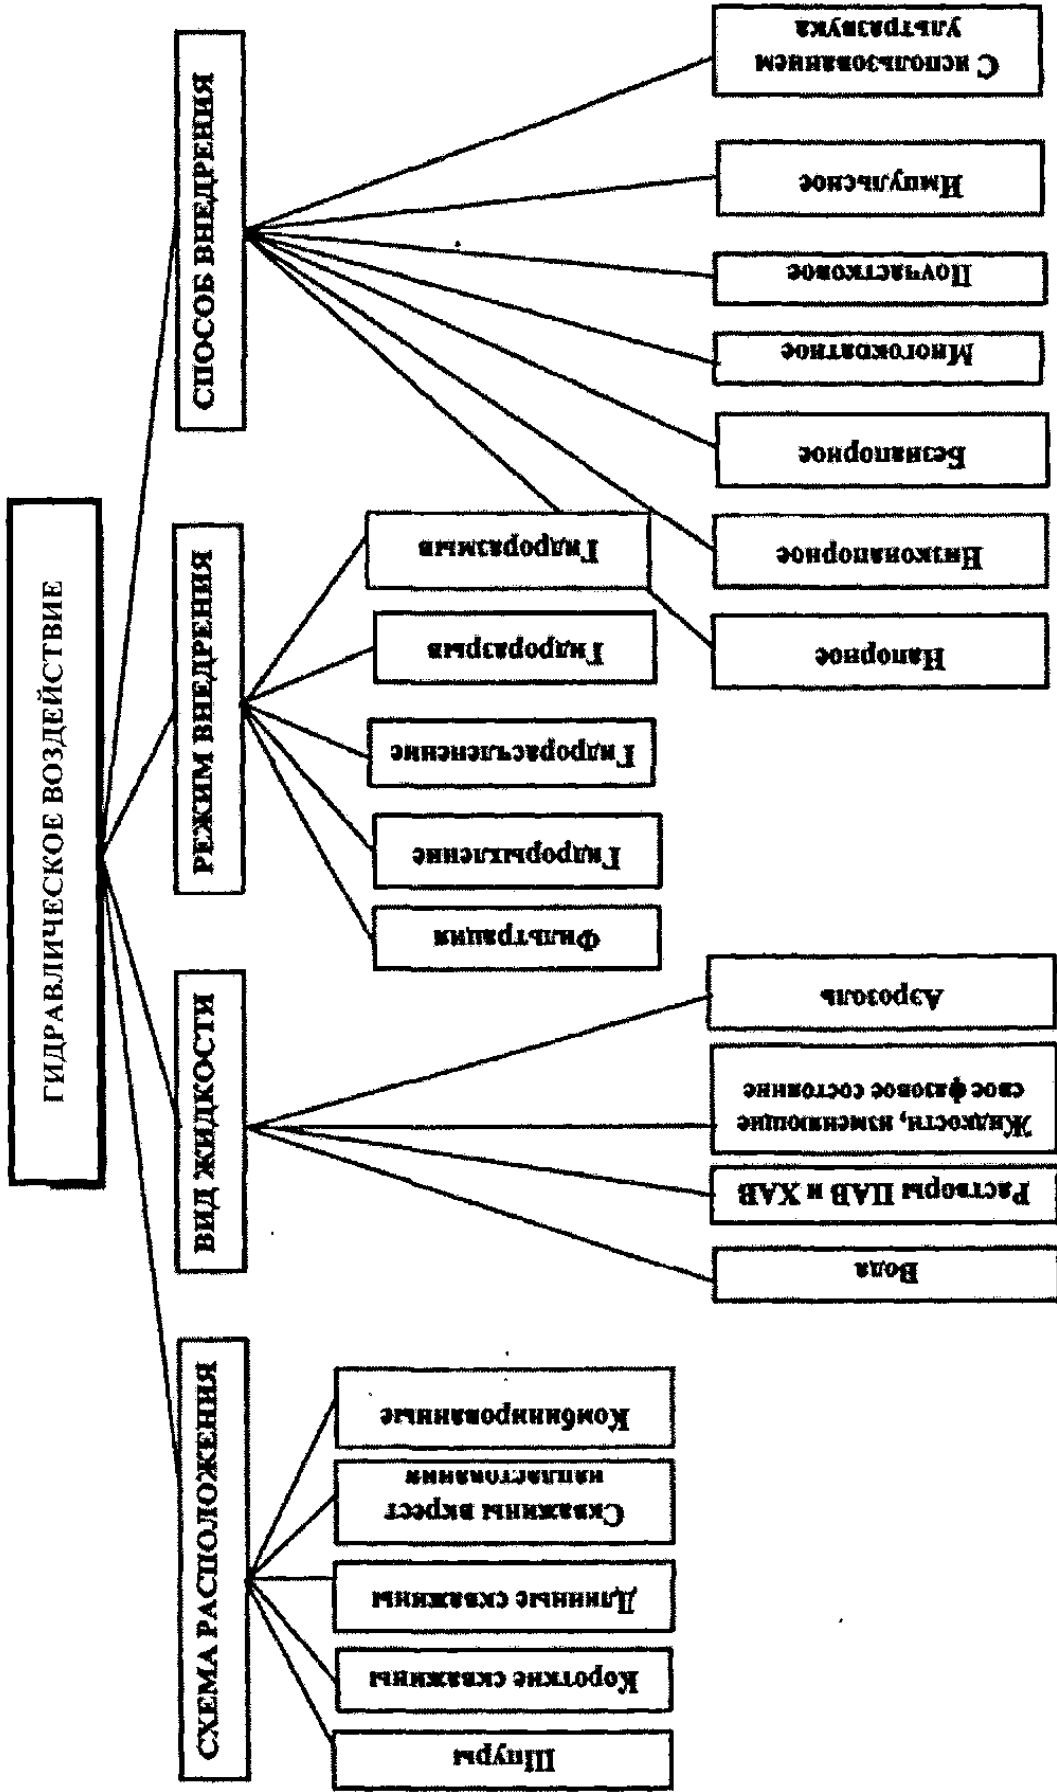 ГИДРАВЛИЧЕСКОЕ ВОЗДЕЙСТВИЕ
СХЕМА РАСПОЛОЖЕНИЯ
ВИД ЖИДКОСТИ
РЕЖИМ ВНЕДРЕНИЯ
СПОСОБ ВНЕДРЕНИЯ
Шпуры
Короткие скважины
Длинные скважины
Скважины вкрест
напластования
Комбинированные
Вода
Растворы ПАВ и ХАВ
Жидкости, изменяющие
свое фазовое состояние
Аэрозоль
Фильтрация
Гидрорыхление
Гидрорасчленение
Гидроразрыв
Гидроразмыв
Напорное
Низконапорное
Безнапорное
Многократное
Поучастковое
Импульсное
С использованием
ультразвука